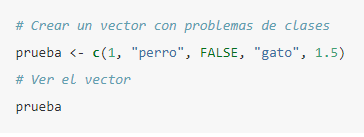 # Crear un vector con problemas de clases
prueba <- c(1, "perro", FALSE, "gato", 1.5)
# Ver el vector
prueba